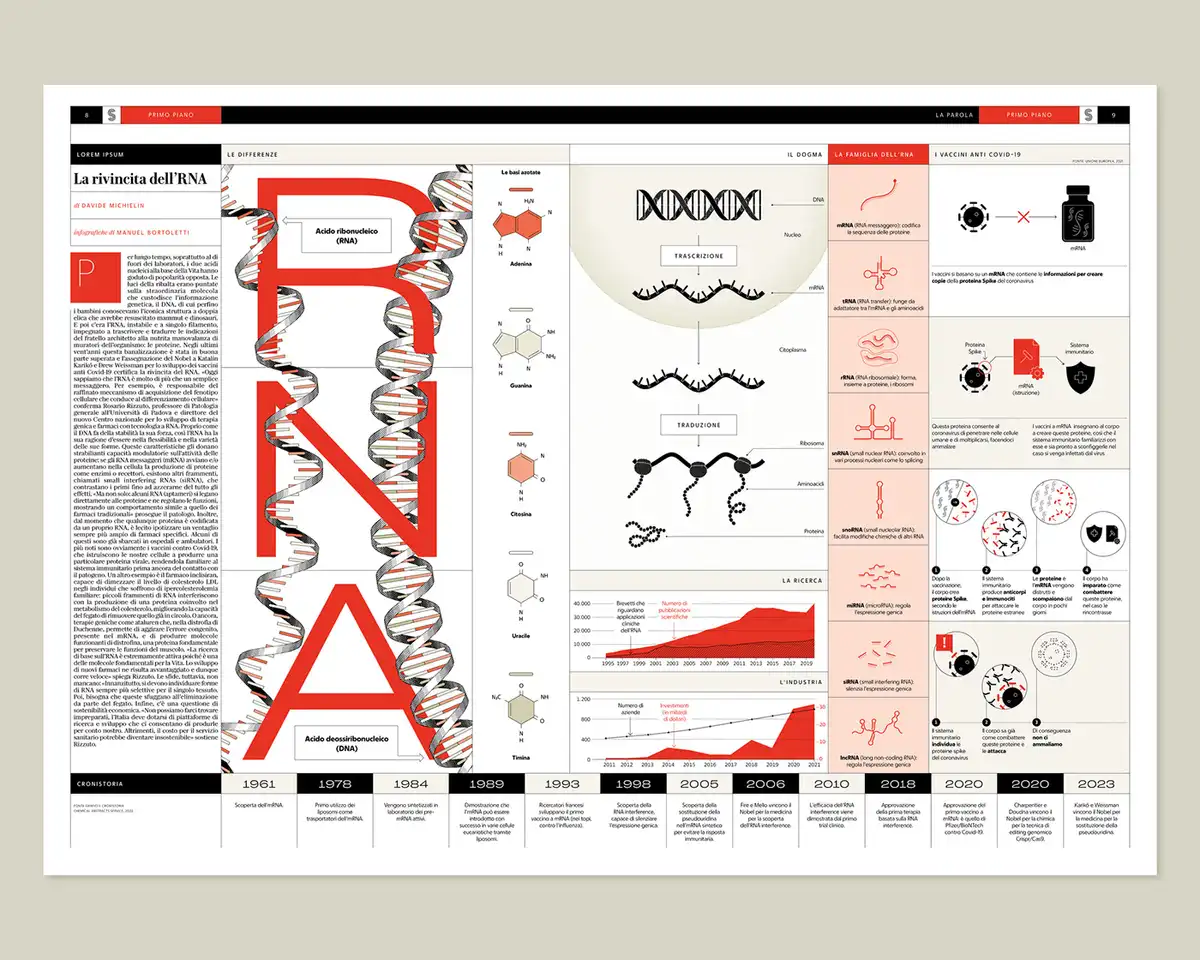 8
S
PRIMO PIANO
LA PAROLA
PRIMO PIANO
S
9
LOREM IPSUM
La rivincita dell'RNA
di DAVIDE MICHIELIN
infografiche di MANUEL BORTOLETTI
P
er lungo tempo, soprattutto al di
fuori dei laboratori, i due acidi
nucleici alla base della Vita hanno
goduto di popolarità opposta. Le
luci della ribalta erano puntate
sulla straordinaria molecola
che custodisce l'informazione
genetica, il DNA, di cui perfino
i bambini conoscevano l'iconica struttura a doppia
elica che avrebbe resuscitato mammut e dinosauri.
E poi c'era l'RNA, instabile e a singolo filamento,
impegnato a trascrivere e tradurre le indicazioni
del fratello architetto alla nutrita manovalanza di
muratori dell'organismo: le proteine. Negli ultimi
vent'anni questa banalizzazione è stata in buona
parte superata e l'assegnazione del Nobel a Katalin
Karikó e Drew Weissman per lo sviluppo dei vaccini
anti Covid-19 certifica la rivincita del RNA. «Oggi
sappiamo che l'RNA è molto di più che un semplice
messaggero. Per esempio, è responsabile del
raffinato meccanismo di acquisizione del fenotipo
cellulare che conduce al differenziamento cellulare»
conferma Rosario Rizzuto, professore di Patologia
generale all'Università di Padova e direttore del
nuovo Centro nazionale per lo sviluppo di terapia
genica e farmaci con tecnologia a RNA. Proprio come
il DNA fa della stabilità la sua forza, così l'RNA ha la
sua ragion d'essere nella flessibilità e nella varietà
delle sue forme. Queste caratteristiche gli donano
strabilianti capacità modulatorie sull'attività delle
proteine: se gli RNA messaggeri (mRNA) avviano e/o
aumentano nella cellula la produzione di proteine
come enzimi o recettori, esistono altri frammenti,
chiamati small interfering RNAs (siRNA), che
contrastano i primi fino ad azzerarne del tutto gli
effetti. «Ma non solo: alcuni RNA (aptameri) si legano
direttamente alle proteine e ne regolano le funzioni,
mostrando un comportamento simile a quello dei
farmaci tradizionali» prosegue il patologo. Inoltre,
dal momento che qualunque proteina è codificata
da un proprio RNA, è lecito ipotizzare un ventaglio
sempre più ampio di farmaci specifici. Alcuni di
questi sono già sbarcati in ospedali e ambulatori. I
più noti sono ovviamente i vaccini contro Covid-19,
che istruiscono le nostre cellule a produrre una
particolare proteina virale, rendendola familiare al
sistema immunitario prima ancora del contatto con
il patogeno. Un altro esempio è il farmaco inclisiran,
capace di dimezzare il livello di colesterolo LDL
negli individui che soffrono di ipercolesterolemia
familiare: piccoli frammenti di RNA interferiscono
con la produzione di una proteina coinvolto nel
metabolismo del colesterolo, migliorando la capacità
del fegato di rimuovere quello già in circolo. O ancora,
terapie geniche come ataluren che, nella distrofia di
Duchenne, permette di aggirare l'errore congenito,
presente nel mRNA, e di produrre molecole
funzionanti di distrofina, una proteina fondamentale
per preservare le funzioni del muscolo. «La ricerca
di base sull'RNA è estremamente attiva poiché è una
delle molecole fondamentali per la Vita. Lo sviluppo
di nuovi farmaci ne risulta avvantaggiato e dunque
corre veloce» spiega Rizzuto. Le sfide, tuttavia, non
mancano: «Innanzitutto, si devono individuare forme
di RNA sempre più selettive per il singolo tessuto.
Poi, bisogna che queste sfuggano all'eliminazione
da parte del fegato. Infine, c'è una questione di
sostenibilità economica. «Non possiamo farci trovare
impreparati, l'Italia deve dotarsi di piattaforme di
ricerca e sviluppo che ci consentano di produrle
per conto nostro. Altrimenti, il costo per il servizio
sanitario potrebbe diventare insostenibile» sostiene
Rizzuto.
LE DIFFERENZE
RNA
Acido ribonucleico
(RNA)
Acido deossiribonucleico
(DNA)
Le basi azotate
H₂N
N
N
N
H
N
Adenina
O
N
NH
N
H
N
NH₂
Guanina
NH₂
N
N
H
O
Citosina
O
NH
N
H
O
Uracile
O
H₃C
NH
N
H
O
Timina
IL DOGMA
DNA
Nucleo
TRASCRIZIONE
mRNA
Citoplasma
TRADUZIONE
Ribosoma
Aminoacidi
Proteina
LA RICERCA
40.000
30.000
20.000
10.000
0
Brevetti che
riguardano
applicazioni
cliniche
dell'RNA
Numero di
pubblicazioni
scientifiche
1995 1997 1999 2001 2003 2005 2007 2009 2011 2013 2015 2017 2019
L'INDUSTRIA
1.200
800
400
0
Numero di
aziende
Investimenti
(in miliardi
di dollari)
30
20
10
0
2011 2012 2013 2014 2015 2016 2017 2018 2019 2020 2021
LA FAMIGLIA DELL'RNA
mRNA (RNA messaggero): codifica
la sequenza delle proteine
tRNA (RNA transfer): funge da
adattatore tra l'mRNA e gli aminoacidi
rRNA (RNA ribosomale): forma,
insieme a proteine, i ribosomi
snRNA (small nuclear RNA): coinvolto in
vari processi nucleari come lo splicing
snoRNA (small nucleolar RNA):
facilita modifiche chimiche di altri RNA
miRNA (microRNA): regola
l'espressione genica
siRNA (small interfering RNA):
silenzia l'espressione genica
lncRNA (long non-coding RNA):
regola l'espressione genica
I VACCINI ANTI COVID-19
FONTE: UNIONE EUROPEA, 2021
mRNA
I vaccini si basano su un mRNA che contiene le informazioni per creare
copie della proteina Spike del coronavirus
Proteina
Spike
mRNA
(istruzione)
Sistema
immunitario
Questa proteina consente al
coronavirus di penetrare nelle cellule
umane e di moltiplicarsi, facendoci
ammalare
I vaccini a mRNA insegnano al corpo
a creare queste proteine, così che il
sistema immunitario familiarizzi con
esse e sia pronto a sconfiggerle nel
caso si venga infettati dal virus
1
Dopo la
vaccinazione,
il corpo crea
proteine Spike,
secondo le
istruzioni dell'mRNA
2
Il sistema
immunitario
produce anticorpi
e immunociti
per attaccare le
proteine estranee
3
Le proteine e
l'mRNA vengono
distrutti e
scompaiono dal
corpo in pochi
giorni
4
Il corpo ha
imparato come
combattere
queste proteine,
nel caso le
rincontrasse
!
1
Il sistema
immunitario
individua le
proteine spike
del coronavirus
2
Il corpo sa già
come combattere
queste proteine e
le attacca
3
Di conseguenza
non ci
ammaliamo
CRONISTORIA
1961
Scoperta dell'mRNA.
1978
Primo utilizzo dei
liposomi come
trasportatori dell'mRNA.
1984
Vengono sintetizzati in
laboratorio dei pre-
mRNA attivi.
1989
Dimostrazione che
l'mRNA può essere
introdotto con
successo in varie cellule
eucariotiche tramite
liposomi.
1993
Ricercatori francesi
sviluppano il primo
vaccino a mRNA (nei topi,
contro l'influenza).
1998
Scoperta della
RNA interference,
capace di silenziare
l'espressione genica.
2005
Scoperta della
sostituzione della
pseudouridina
nell'mRNA sintetico
per evitare la risposta
immunitaria.
2006
Fire e Mello vincono il
Nobel per la medicina
per la scoperta
dell'RNA interference.
2010
L'efficacia dell'RNA
interference viene
dimostrata dal primo
trial clinico.
2018
Approvazione
della prima terapia
basata sulla RNA
interference.
2020
Approvazione del
primo vaccino a
mRNA: è quello di
Pfizer/BioNTech
contro Covid-19.
2020
Charpentier e
Doudna vincono il
Nobel per la chimica
per la tecnica di
editing genomico
Crispr/Cas9.
2023
Karikó e Weissman
vincono il Nobel per
la medicina per la
sostituzione della
pseudouridina.